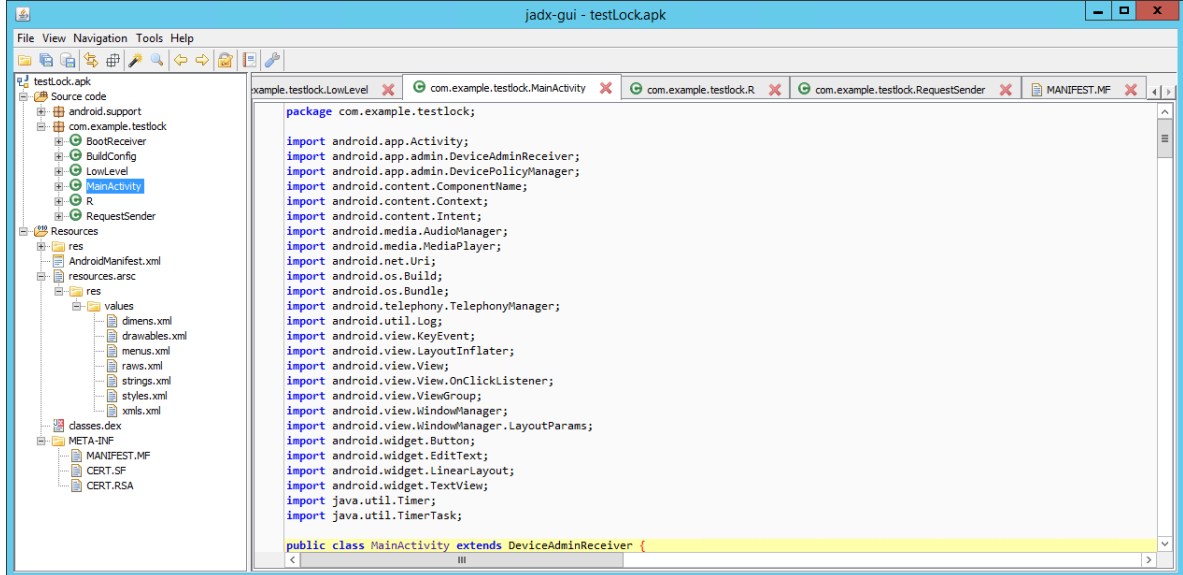 jadx-gui - testLock.apk
File View Navigation Tools Help
testLock.apk
Source code
android.support
com.example.testlock
BootReceiver
BuildConfig
LowLevel
MainActivity
R
RequestSender
Resources
res
AndroidManifest.xml
resources.arsc
res
values
dimens.xml
drawables.xml
menus.xml
raws.xml
strings.xml
styles.xml
xmls.xml
classes.dex
META-INF
MANIFEST.MF
CERT.SF
CERT.RSA
xample.testlock.LowLevel com.example.testlock.MainActivity com.example.testlock.R com.example.testlock.RequestSender MANIFEST.MF
package com.example.testlock;
import android.app.Activity;
import android.app.admin.DeviceAdminReceiver;
import android.app.admin.DevicePolicyManager;
import android.content.ComponentName;
import android.content.Context;
import android.content.Intent;
import android.media.AudioManager;
import android.media.MediaPlayer;
import android.net.Uri;
import android.os.Build;
import android.os.Bundle;
import android.telephony.TelephonyManager;
import android.util.Log;
import android.view.KeyEvent;
import android.view.LayoutInflater;
import android.view.View;
import android.view.View.OnClickListener;
import android.view.ViewGroup;
import android.view.WindowManager;
import android.view.WindowManager.LayoutParams;
import android.widget.Button;
import android.widget.EditText;
import android.widget.LinearLayout;
import android.widget.TextView;
import java.util.Timer;
import java.util.TimerTask;
public class MainActivity extends DeviceAdminReceiver {